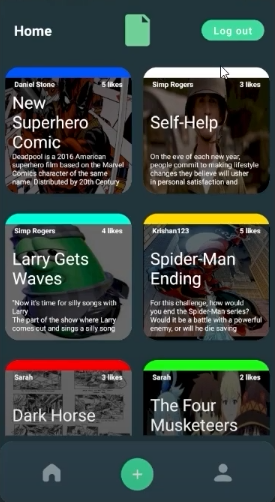 Home
Log out
Daniel Stone
5 likes
New
Superhero
Comic
Deadpool is a 2016 American
superhero film based on the Marvel
Comics character of the same
name. Distributed by 20th Century
Simp Rogers
3 likes
Self-Help
On the eve of each new year,
people commit to making lifestyle
changes they believe will usher
in personal satisfaction and
Simp Rogers
4 likes
Larry Gets
Waves
"Now it's time for silly songs with
Larry
The part of the show where Larry
comes out and sings a silly song
Krishan123
5 likes
Spider-Man
Ending
For this challenge, how would
you end the Spider-Man series?
Would it be a battle with a powerful
enemy, or will he die saving
Sarah
3 likes
Dark Horse
Sarah
2 likes
The Four
Musketeers